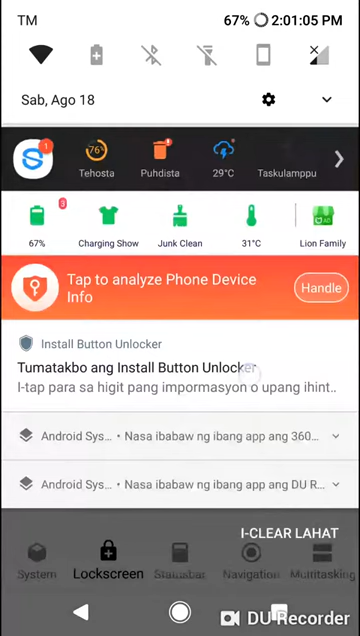 TM 67% 2:01:05 PM
Sab, Ago 18
1
76%
Tehosta Puhdista 29°C Taskulamppu
3
67% Charging Show Junk Clean 31°C Lion Family
AD
Tap to analyze Phone Device
Info
Handle
Install Button Unlocker
Tumatakbo ang Install Button Unlocker
I-tap para sa higit pang impormasyon o upang ihint..
Android Sys... • Nasa ibabaw ng ibang app ang 360...
Android Sys... • Nasa ibabaw ng ibang app ang DU R...
I-CLEAR LAHAT
System Lockscreen Statusbar Navigation Multitasking
DU Recorder